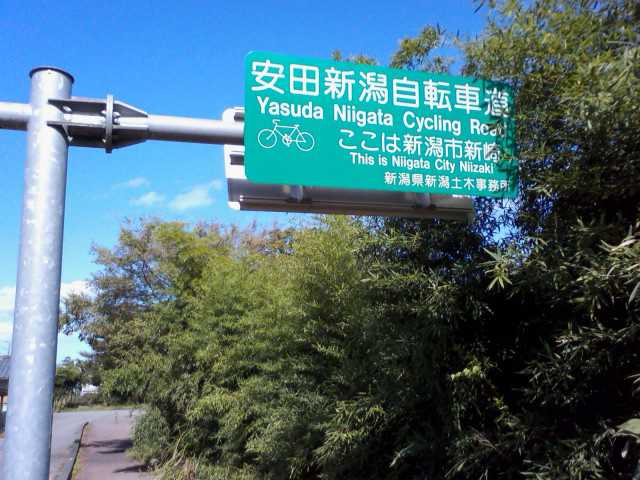 安田新潟自転車道
Yasuda Niigata Cycling Road
ここは新潟市新崎
This is Niigata City Niizaki
新潟県新潟土木事務所